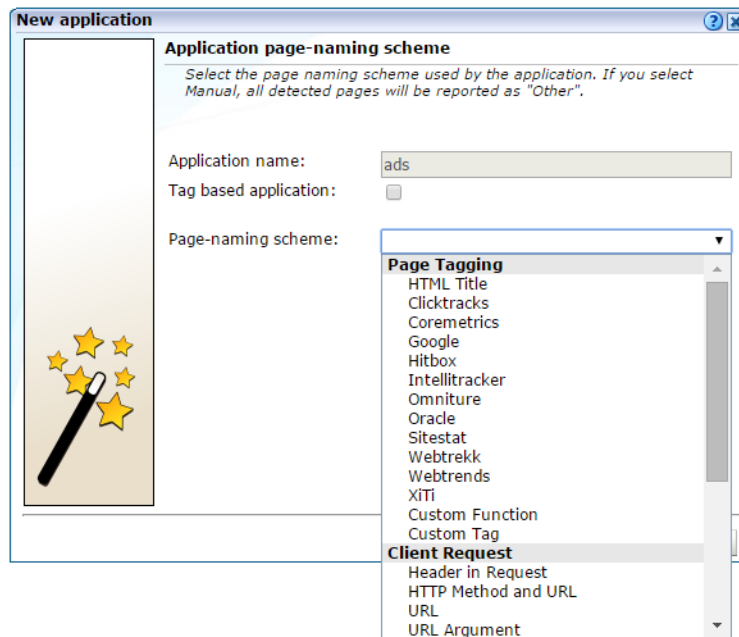 New application
Application page-naming scheme
Select the page naming scheme used by the application. If you select
Manual, all detected pages will be reported as "Other".
Application name:
ads
Tag based application:
Page-naming scheme:
Page Tagging
HTML Title
Clicktracks
Coremetrics
Google
Hitbox
Intellitracker
Omniture
Oracle
Sitestat
Webtrekk
Webtrends
XiTi
Custom Function
Custom Tag
Client Request
Header in Request
HTTP Method and URL
URL
URL Argument